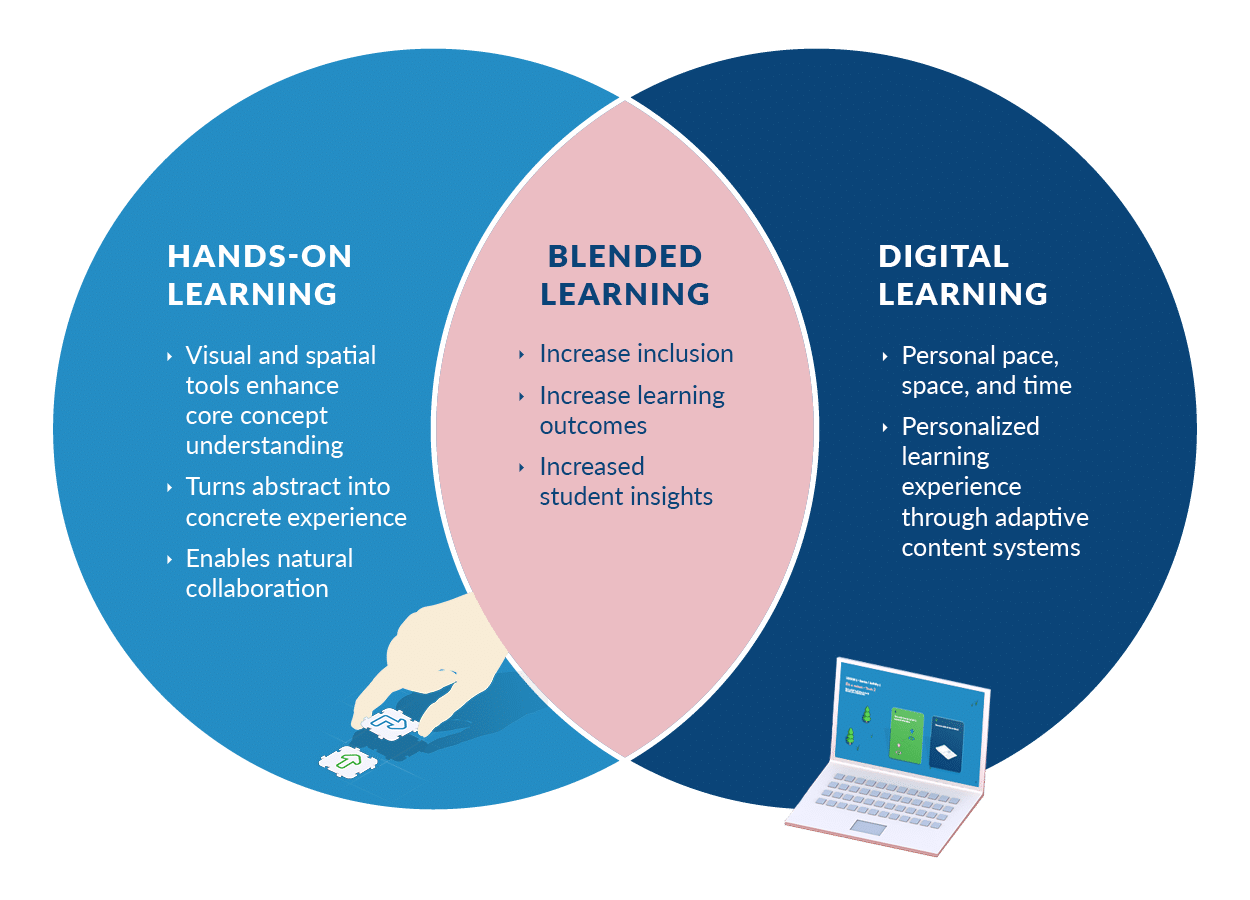 HANDS-ON
LEARNING
‣ Visual and spatial
tools enhance
core concept
understanding
‣ Turns abstract into
concrete experience
‣ Enables natural
collaboration
BLENDED
LEARNING
‣ Increase inclusion
‣ Increase learning
outcomes
‣ Increased
student insights
DIGITAL
LEARNING
‣ Personal pace,
space, and time
‣ Personalized
learning
experience
through adaptive
content systems